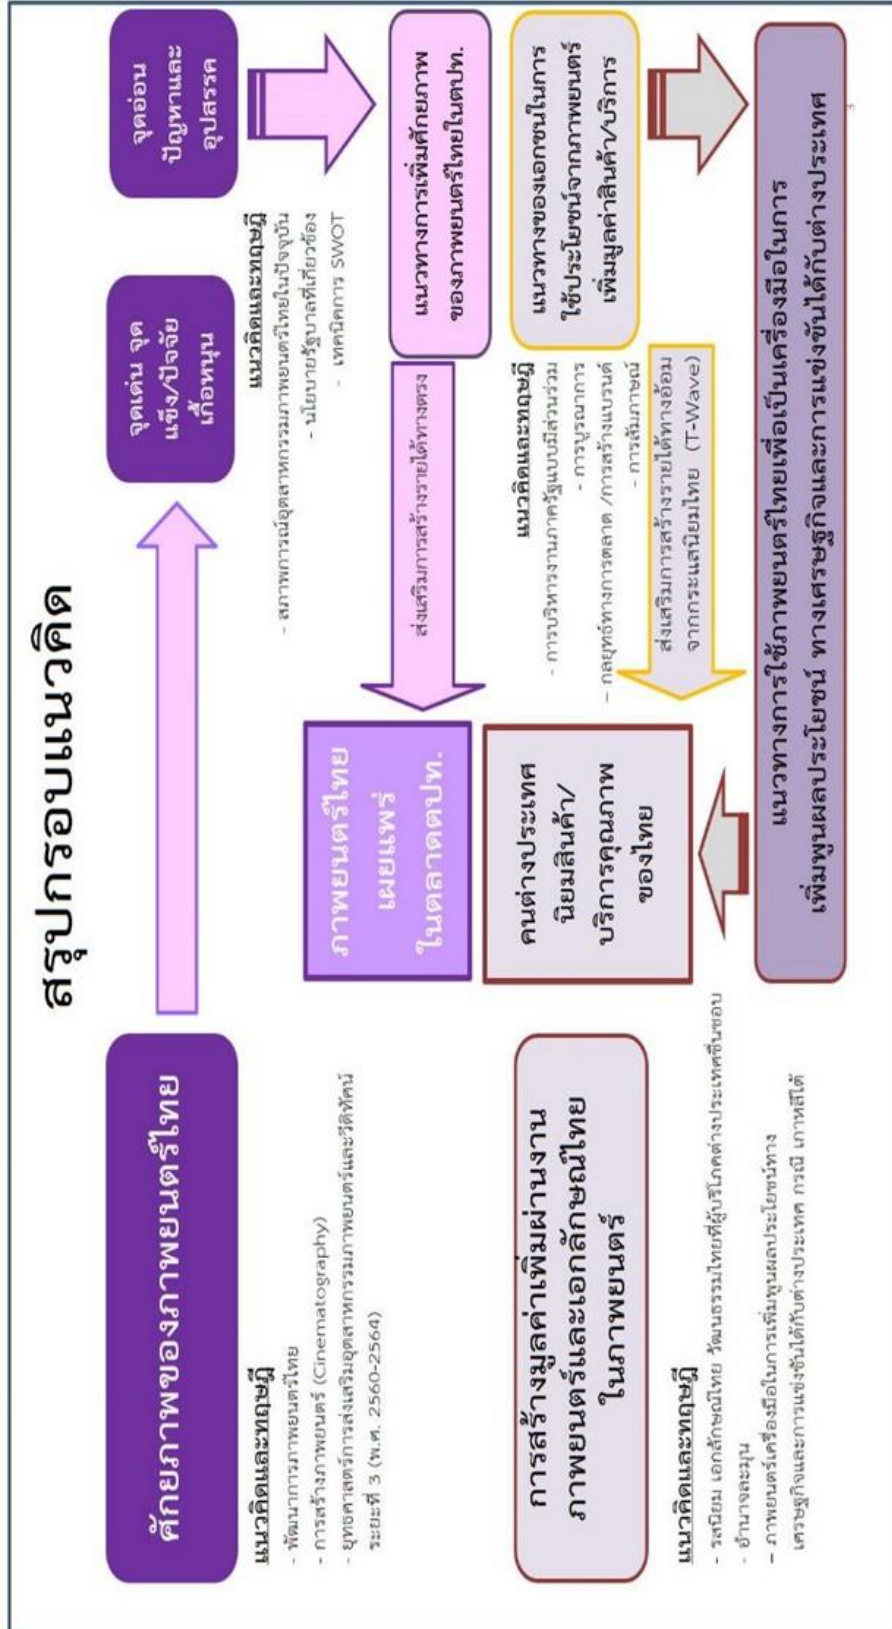 สรุปกรอบแนวคิด
ศักยภาพของภาพยนตร์ไทย
จุดเด่น จุด
แข็ง/ปัจจัย
เกื้อหนุน
จุดอ่อน
ปัญหาและ
อุปสรรค
แนวคิดและทฤษฎี
- พัฒนาการภาพยนตร์ไทย
- การสร้างภาพยนตร์ (Cinematography)
- ยุทธศาสตร์การส่งเสริมอุตสาหกรรมภาพยนตร์และวีดิทัศน์
ระยะที่ 3 (พ.ศ. 2560-2564)
แนวคิดและทฤษฎี
- สภาพการณ์อุตสาหกรรมภาพยนตร์ไทยในปัจจุบัน
- นโยบายรัฐบาลที่เกี่ยวข้อง
- เทคนิคการ SWOT
ภาพยนตร์ไทย
เผยแพร่
ในตลาดตปท.
ส่งเสริมการสร้างรายได้ทางตรง
แนวทางการเพิ่มศักยภาพ
ของภาพยนตร์ไทยในตปท.
การสร้างมูลค่าเพิ่มผ่านงาน
ภาพยนตร์และเอกลักษณ์ไทย
ในภาพยนตร์
คนต่างประเทศ
นิยมสินค้า/
บริการคุณภาพ
ของไทย
แนวคิดและทฤษฎี
- การบริหารงานภาครัฐแบบมีส่วนร่วม
- การบูรณาการ
– กลยุทธ์ทางการตลาด /การสร้างแบรนด์
- การสัมภาษณ์
แนวทางของเอกชนในการ
ใช้ประโยชน์จากภาพยนตร์
เพิ่มมูลค่าสินค้า/บริการ
ส่งเสริมการสร้างรายได้ทางอ้อม
จากกระแสนิยมไทย (T-Wave)
แนวคิดและทฤษฎี
- รสนิยม เอกลักษณ์ไทย วัฒนธรรมไทยที่ผู้บริโภคต่างประเทศชื่นชอบ
- อำนาจละมุน
– ภาพยนตร์เครื่องมือในการเพิ่มพูนผลประโยชน์ทาง
เศรษฐกิจและการแข่งขันได้กับต่างประเทศ กรณี เกาหลีใต้
แนวทางการใช้ภาพยนตร์ไทยเพื่อเป็นเครื่องมือในการ
เพิ่มพูนผลประโยชน์ ทางเศรษฐกิจและการแข่งขันได้กับต่างประเทศ